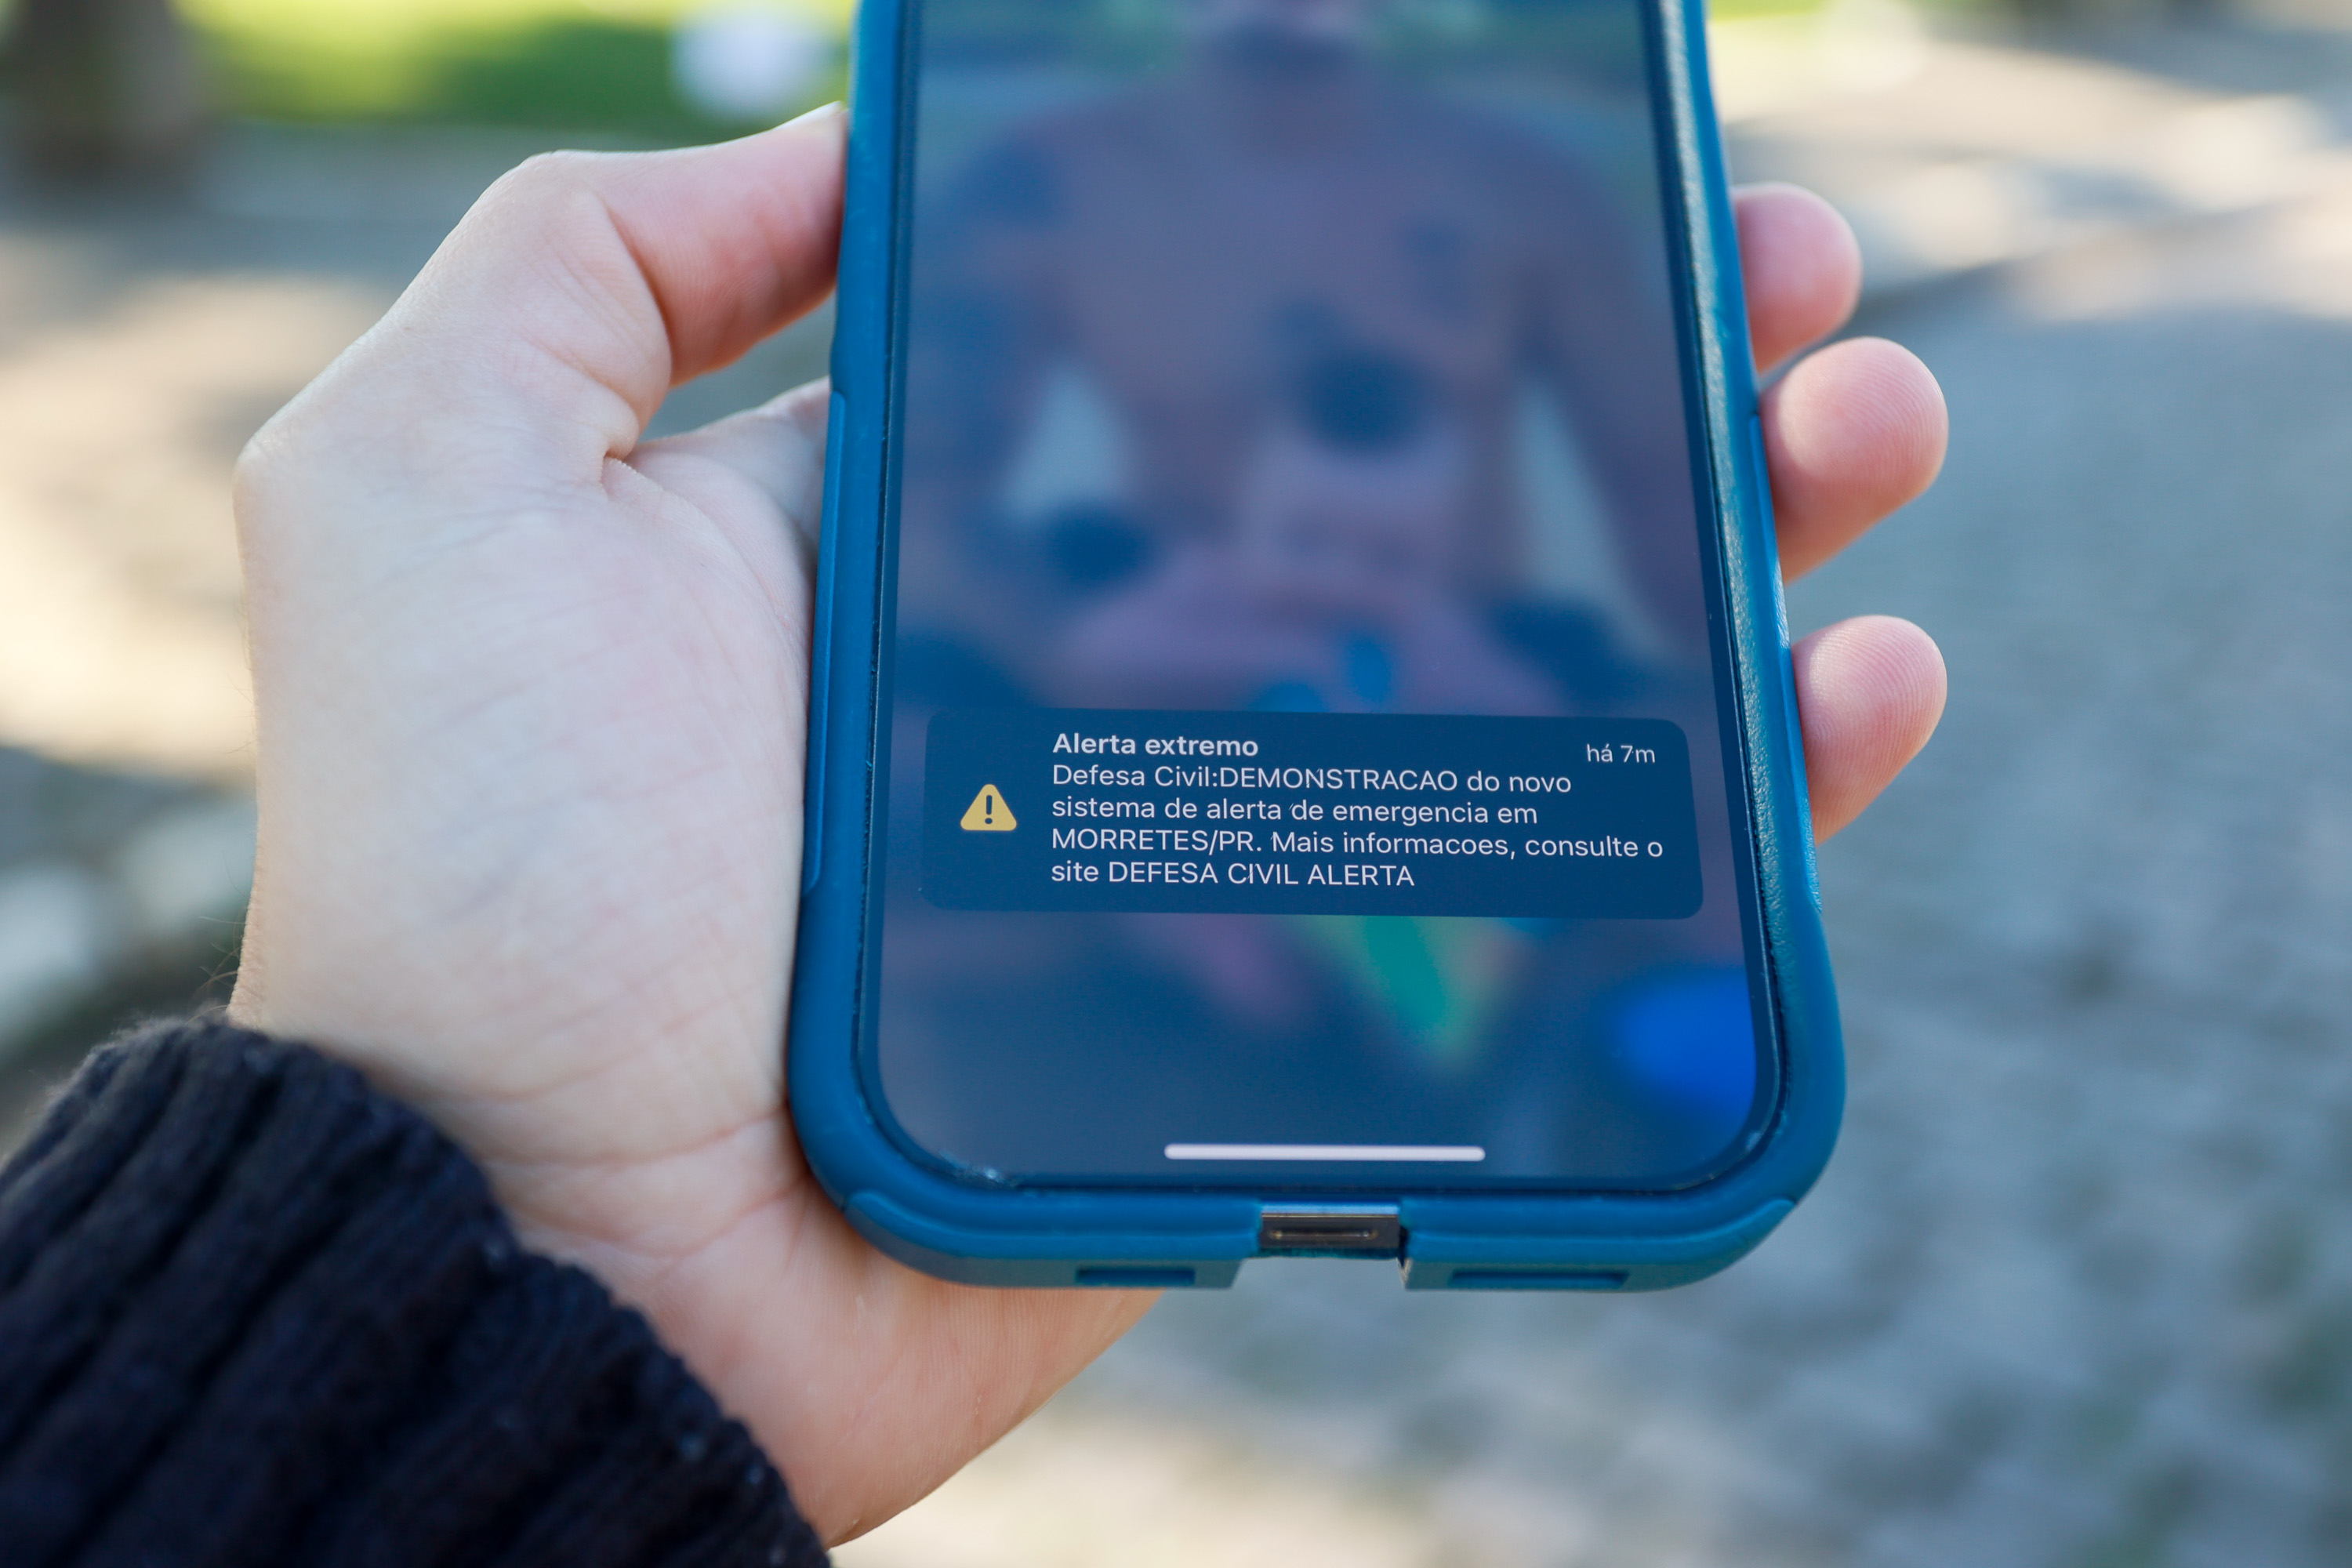 Alerta extremo
há 7m
Defesa Civil:DEMONSTRACAO do novo
sistema de alerta de emergencia em
MORRETES/PR. Mais informacoes, consulte o
site DEFESA CIVIL ALERTA